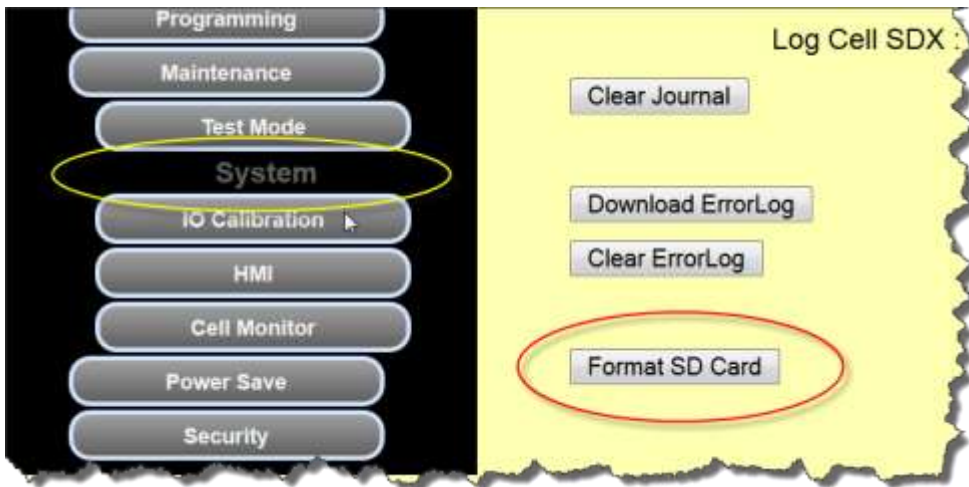 Programming
Maintenance
Test Mode
System
IO Calibration
HMI
Cell Monitor
Power Save
Security
Log Cell SDX :
Clear Journal
Download ErrorLog
Clear ErrorLog
Format SD Card